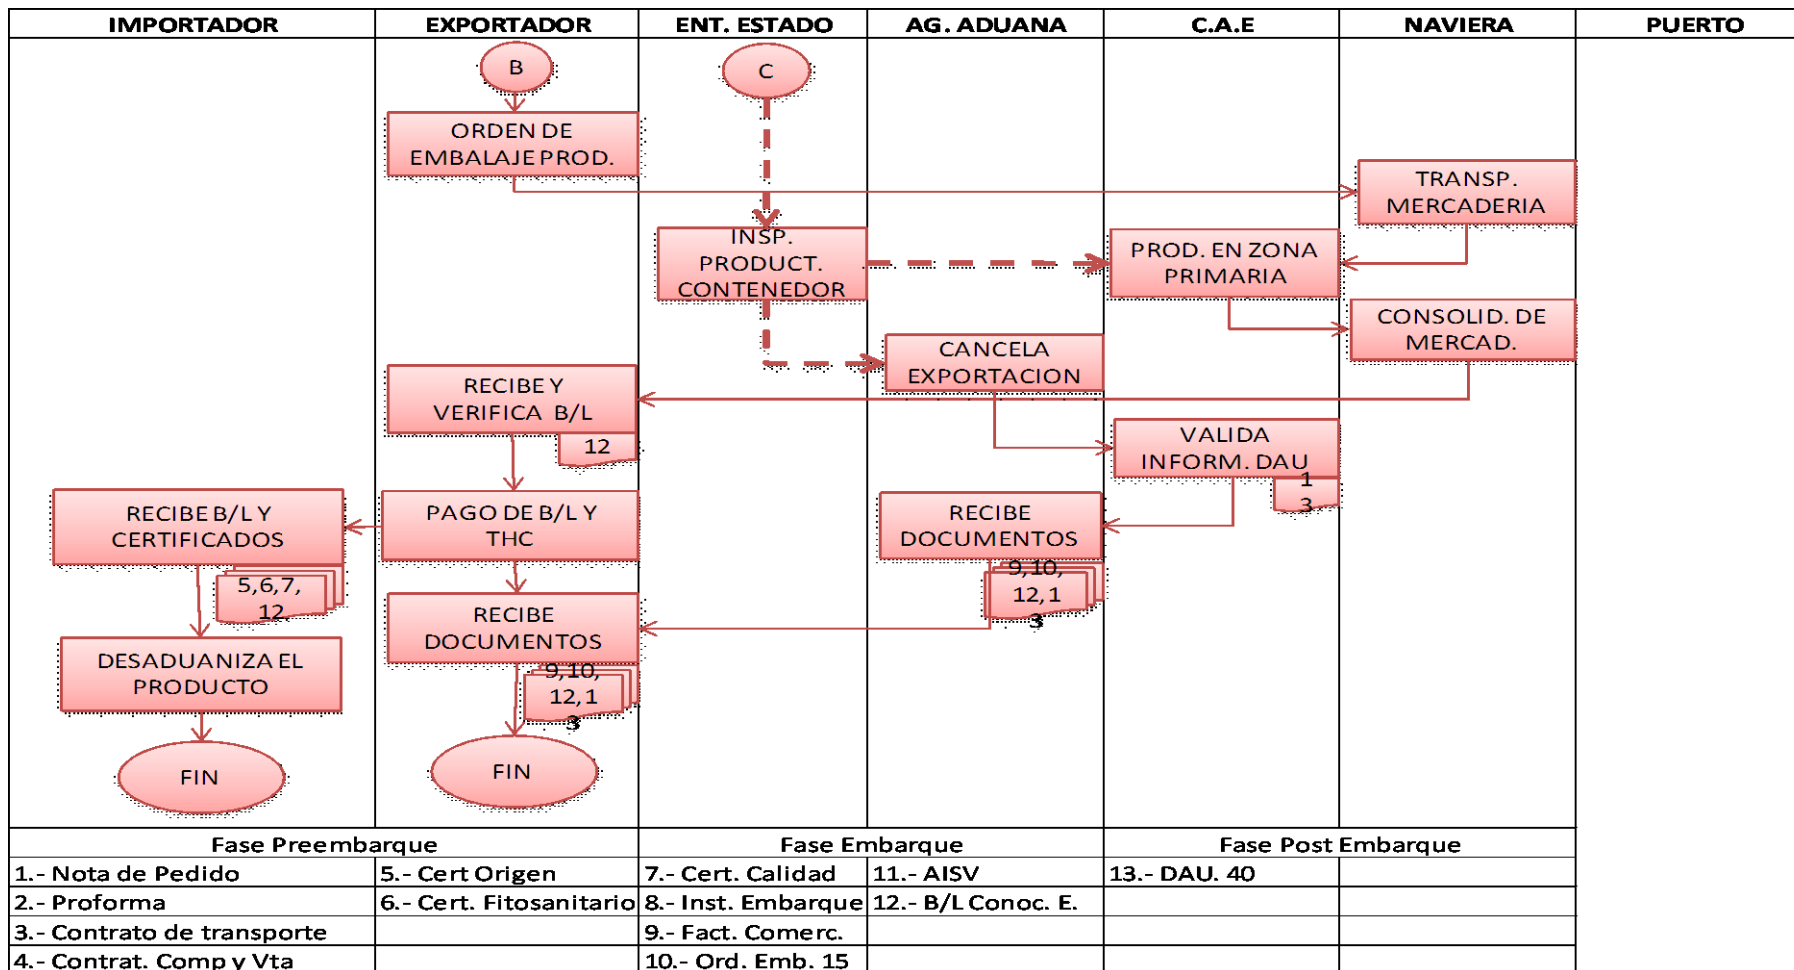 IMPORTADOR
EXPORTADOR
ENT. ESTADO
AG. ADUANA
C.A.E
NAVIERA
PUERTO
B
C
ORDEN DE
EMBALAJE PROD.
TRANSP.
MERCADERIA
INSP.
PRODUCT.
CONTENEDOR
PROD. EN ZONA
PRIMARIA
CONSOLID. DE
MERCAD.
CANCELA
EXPORTACION
RECIBE Y
VERIFICA B/L
12
VALIDA
INFORM. DAU
1
3
RECIBE B/L Y
CERTIFICADOS
5,6,7,
12
PAGO DE B/L Y
THC
RECIBE
DOCUMENTOS
9,10,
12,1
3
RECIBE
DOCUMENTOS
9,10,
12,1
3
DESADUANIZA EL
PRODUCTO
FIN
FIN
Fase Preembarque
Fase Embarque
Fase Post Embarque
1.- Nota de Pedido
5.- Cert Origen
7.- Cert. Calidad
11.- AISV
13.- DAU. 40
2.- Proforma
6.- Cert. Fitosanitario
8.- Inst. Embarque
12.- B/L Conoc. E.
3.- Contrato de transporte
9.- Fact. Comerc.
4.- Contrat. Comp y Vta
10.- Ord. Emb. 15